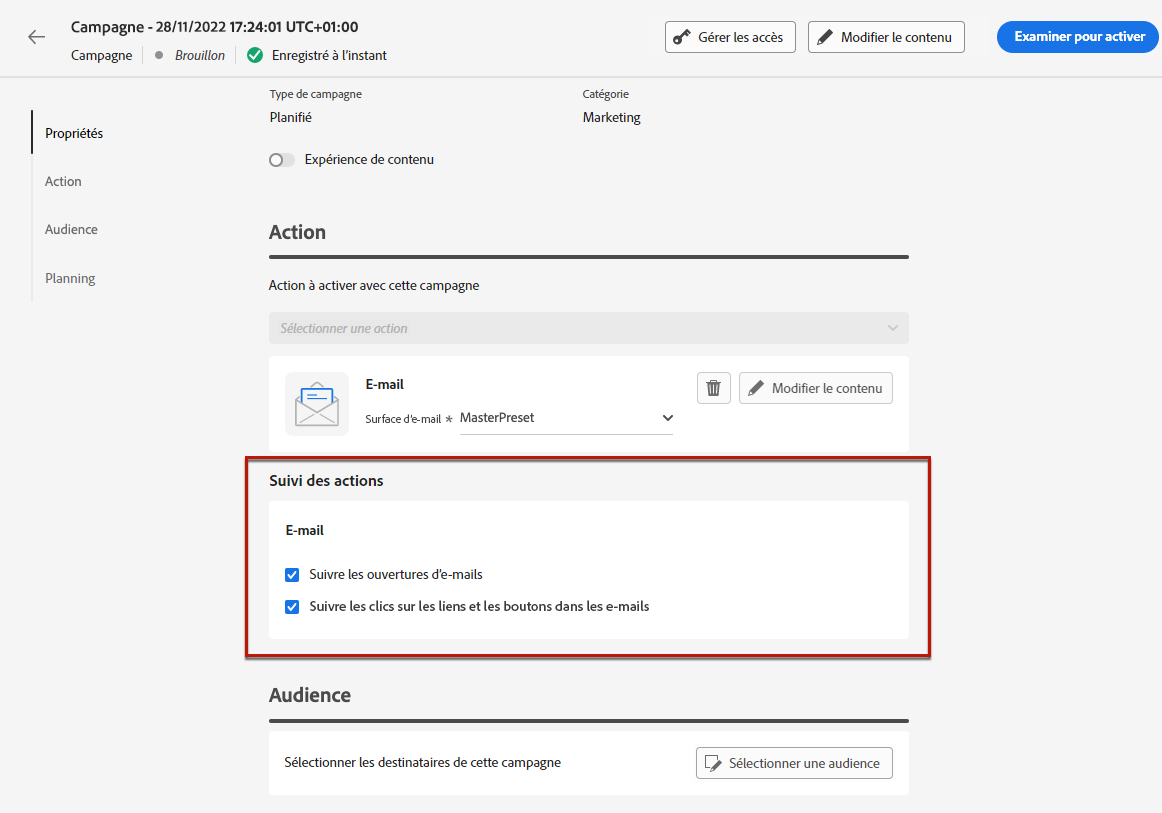 Campagne - 28/11/2022 17:24:01 UTC+01:00
Campagne
Brouillon
Enregistré à l'instant
Gérer les accès
Modifier le contenu
Examiner pour activer
Propriétés
Action
Audience
Planning
Type de campagne
Catégorie
Planifié
Marketing
Expérience de contenu
Action
Action à activer avec cette campagne
Sélectionner une action
E-mail
Surface d'e-mail *
MasterPreset
Modifier le contenu
Suivi des actions
E-mail
Suivre les ouvertures d'e-mails
Suivre les clics sur les liens et les boutons dans les e-mails
Audience
Sélectionner les destinataires de cette campagne
Sélectionner une audience